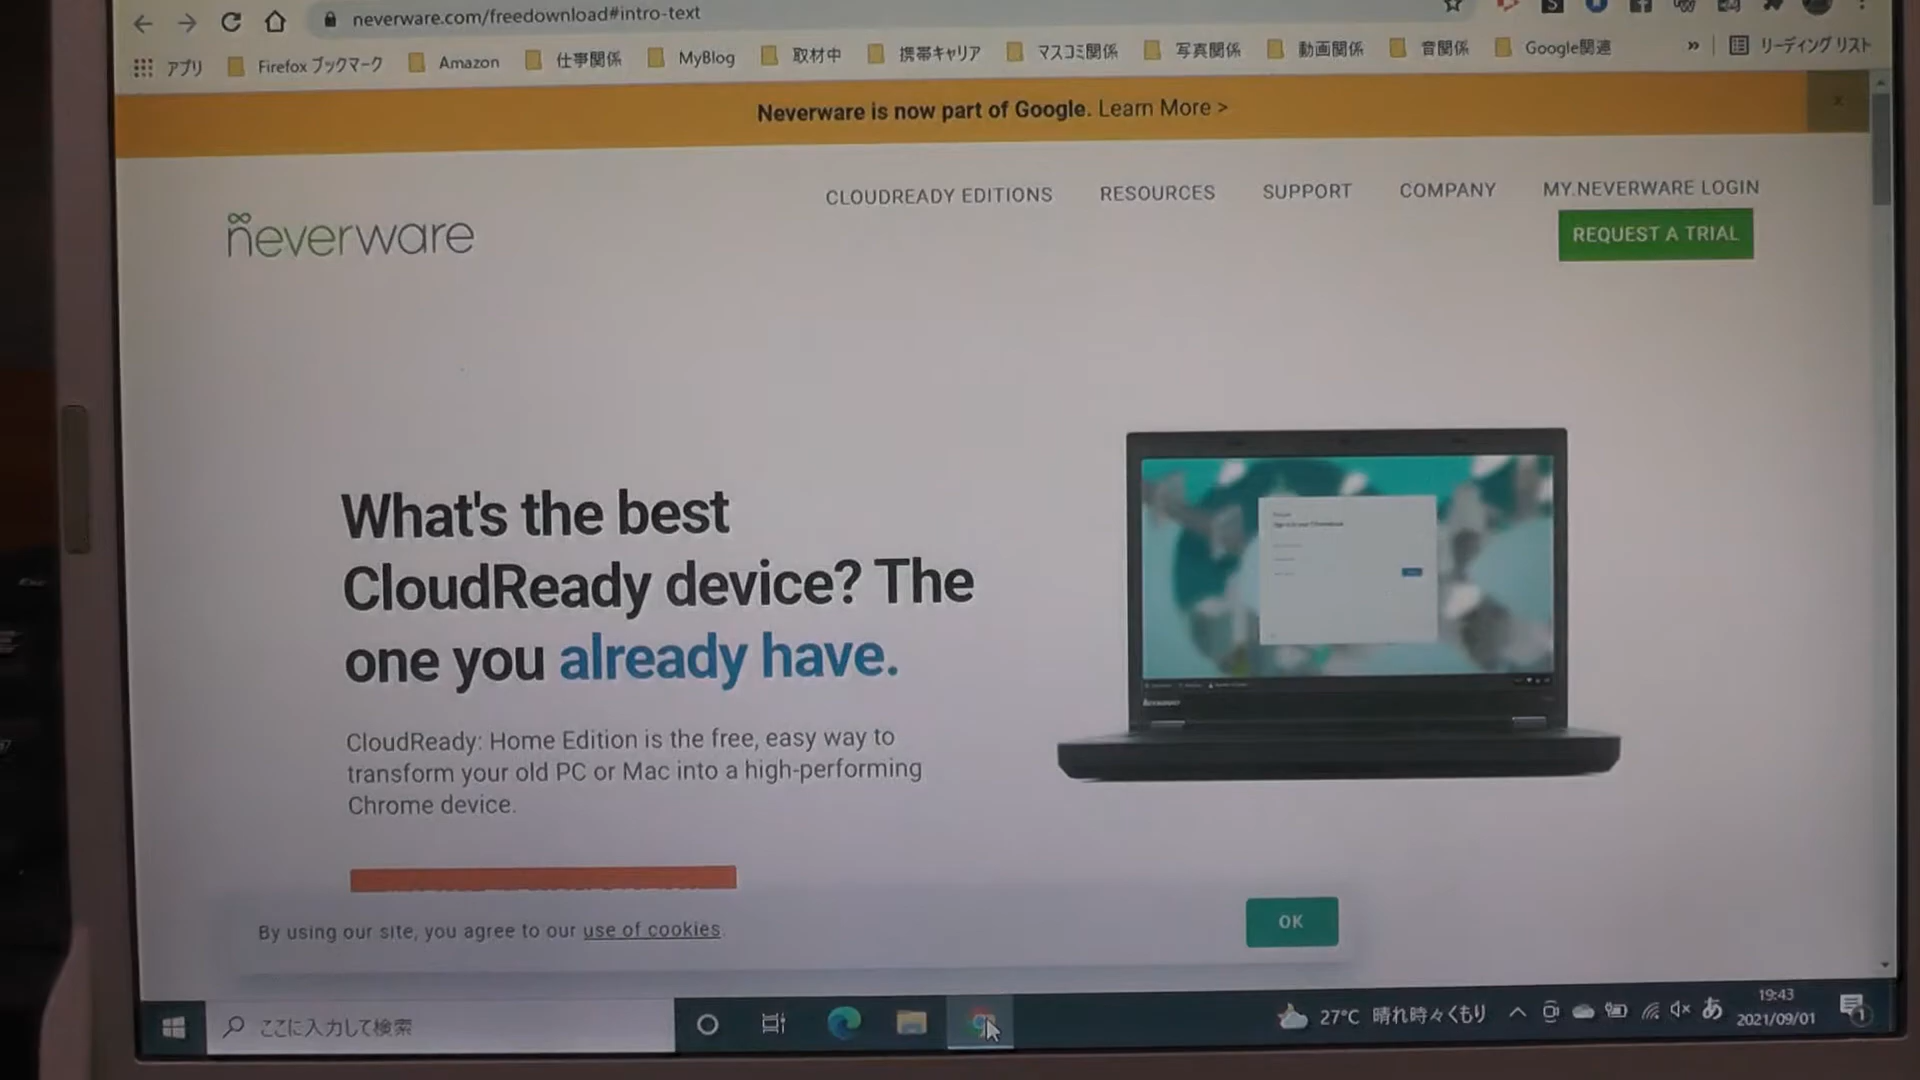 neverware.com/freedownload#intro-text
アプリ Firefox ブックマーク Amazon 仕事関係 MyBlog 取材中 携帯キャリア マスコミ関係 写真関係 動画関係 音関係 Google関連 » リーディング リスト
Neverware is now part of Google. Learn More >
CLOUDREADY EDITIONS RESOURCES SUPPORT COMPANY MY.NEVERWARE LOGIN
neverware
REQUEST A TRIAL
What's the best
CloudReady device? The
one you already have.
CloudReady: Home Edition is the free, easy way to
transform your old PC or Mac into a high-performing
Chrome device.
By using our site, you agree to our use of cookies.
OK
ここに入力して検索
27°C 晴れ時々くもり
あ
19:43
2021/09/01
1